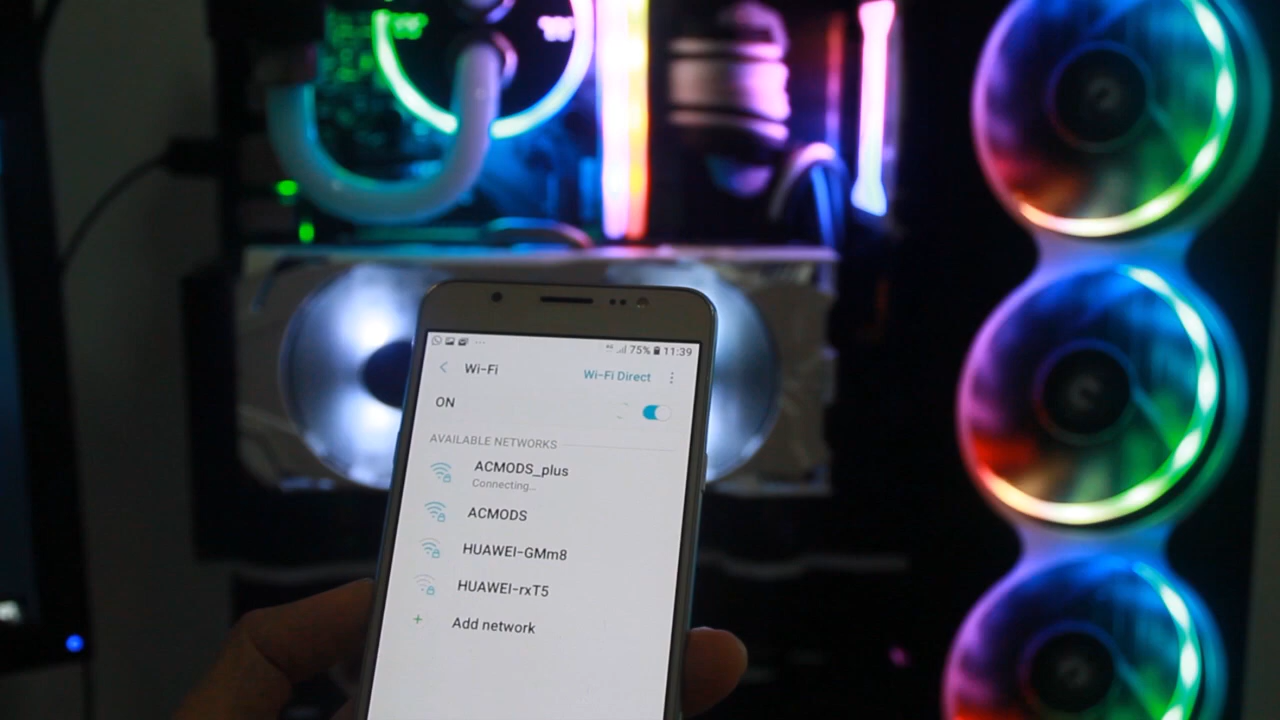 75% 11:39
Wi-Fi Wi-Fi Direct
ON
AVAILABLE NETWORKS
ACMODS_plus
Connecting...
ACMODS
HUAWEI-GMm8
HUAWEI-rxT5
Add network